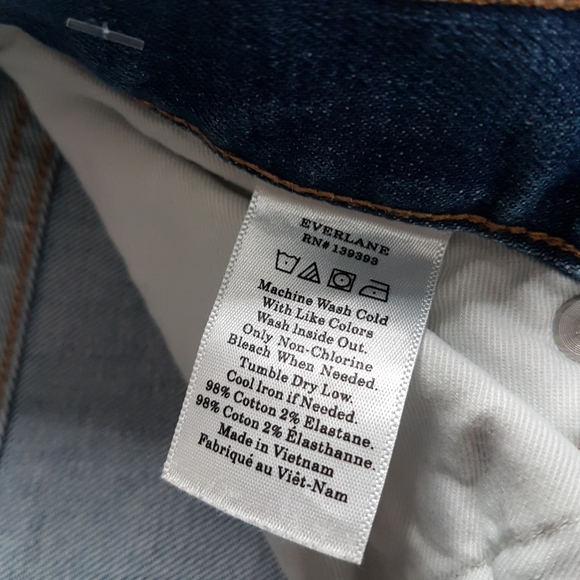 EVERLANE
RN# 139393
Machine Wash Cold
With Like Colors
Wash Inside Out.
Only Non-Chlorine
Bleach When Needed.
Tumble Dry Low.
Cool Iron if Needed.
98% Cotton 2% Elastane.
98% Coton 2% Élasthanne.
Made in Vietnam
Fabriqué au Viêt-Nam